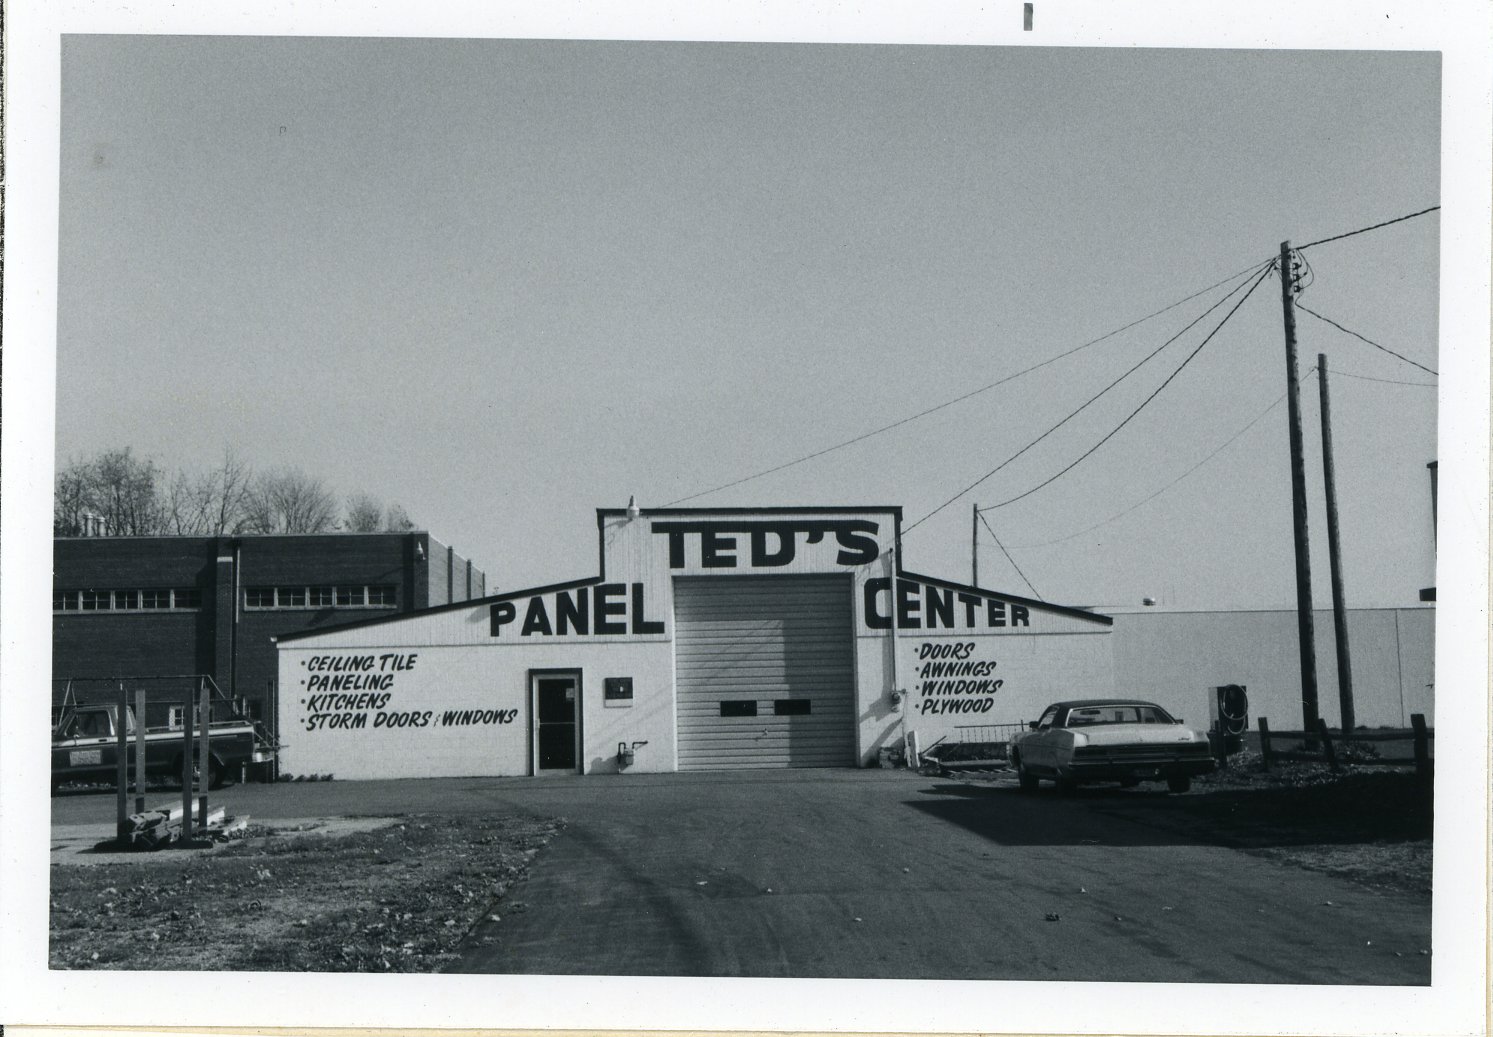 TED'S
PANEL CENTER
• CEILING TILE
• PANELING
• KITCHENS
• STORM DOORS & WINDOWS
• DOORS
• AWNINGS
• WINDOWS
• PLYWOOD